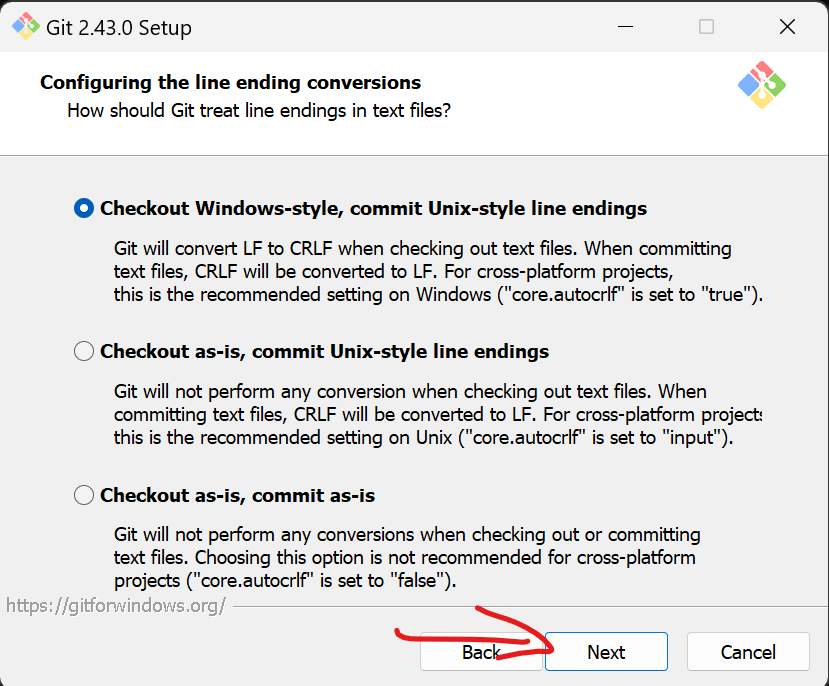 Git 2.43.0 Setup
Configuring the line ending conversions
How should Git treat line endings in text files?
Checkout Windows-style, commit Unix-style line endings
Git will convert LF to CRLF when checking out text files. When committing
text files, CRLF will be converted to LF. For cross-platform projects,
this is the recommended setting on Windows ("core.autocrlf" is set to "true").
Checkout as-is, commit Unix-style line endings
Git will not perform any conversion when checking out text files. When
committing text files, CRLF will be converted to LF. For cross-platform projects
this is the recommended setting on Unix ("core.autocrlf" is set to "input").
Checkout as-is, commit as-is
Git will not perform any conversions when checking out or committing
text files. Choosing this option is not recommended for cross-platform
projects ("core.autocrlf" is set to "false").
https://gitforwindows.org/
Back Next Cancel